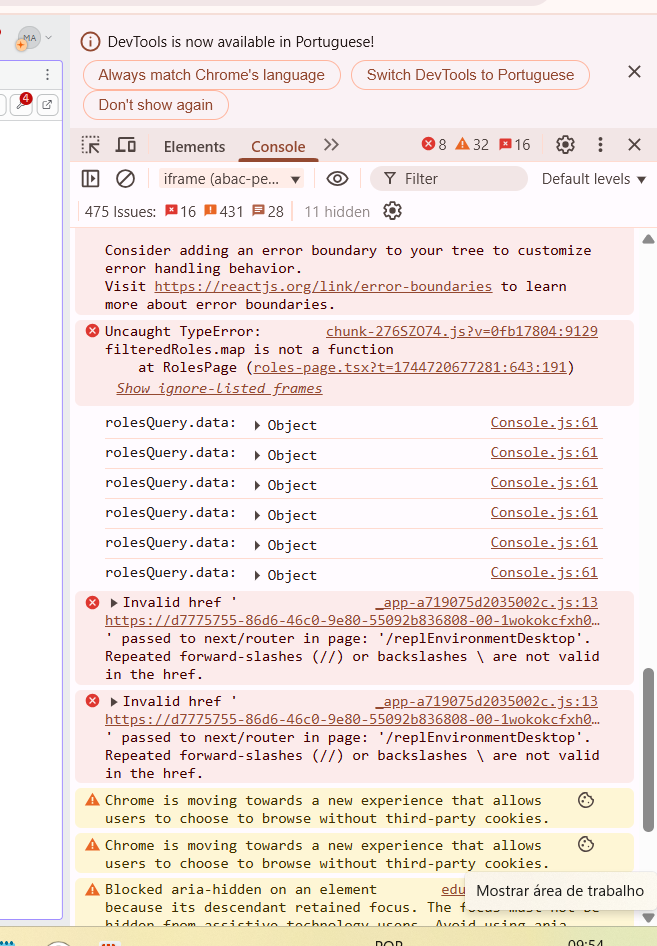 MA
DevTools is now available in Portuguese!
Always match Chrome's language
Switch DevTools to Portuguese
Don't show again
4
Elements
Console
8
32
16
iframe (abac-pe...
Filter
Default levels
475 Issues:
16
431
28
11 hidden
Consider adding an error boundary to your tree to customize
error handling behavior.
Visit https://reactjs.org/link/error-boundaries to learn
more about error boundaries.
Uncaught TypeError: chunk-276SZO74.js?v=0fb17804:9129
filteredRoles.map is not a function
at RolesPage (roles-page.tsx?t=1744720677281:643:191)
Show ignore-listed frames
rolesQuery.data: Object Console.js:61
rolesQuery.data: Object Console.js:61
rolesQuery.data: Object Console.js:61
rolesQuery.data: Object Console.js:61
rolesQuery.data: Object Console.js:61
rolesQuery.data: Object Console.js:61
Invalid href ' _app-a719075d2035002c.js:13
https://d7775755-86d6-46c0-9e80-55092b836808-00-1wokokcfxh0…
' passed to next/router in page: '/replEnvironmentDesktop'.
Repeated forward-slashes (//) or backslashes \ are not valid
in the href.
Invalid href ' _app-a719075d2035002c.js:13
https://d7775755-86d6-46c0-9e80-55092b836808-00-1wokokcfxh0…
' passed to next/router in page: '/replEnvironmentDesktop'.
Repeated forward-slashes (//) or backslashes \ are not valid
in the href.
Chrome is moving towards a new experience that allows
users to choose to browse without third-party cookies.
Chrome is moving towards a new experience that allows
users to choose to browse without third-party cookies.
Blocked aria-hidden on an element edu
because its descendant retained focus. The focus must not be
hidden from assistive technology users. Avoid using aria-
Mostrar área de trabalho
POR
09:54